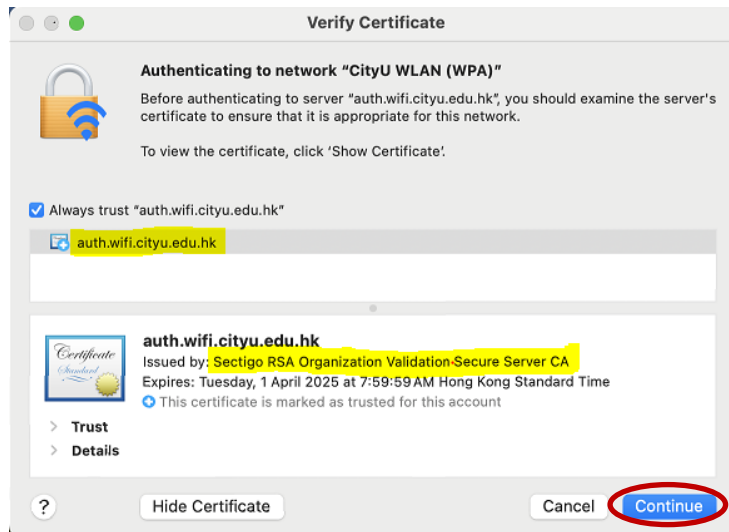 Verify Certificate
Authenticating to network “CityU WLAN (WPA)”
Before authenticating to server “auth.wifi.cityu.edu.hk”, you should examine the server's
certificate to ensure that it is appropriate for this network.
To view the certificate, click ‘Show Certificate’.
Always trust “auth.wifi.cityu.edu.hk”
auth.wifi.cityu.edu.hk
Certificate
Standard
auth.wifi.cityu.edu.hk
Issued by: Sectigo RSA Organization Validation Secure Server CA
Expires: Tuesday, 1 April 2025 at 7:59:59 AM Hong Kong Standard Time
This certificate is marked as trusted for this account
> Trust
> Details
? Hide Certificate Cancel Continue